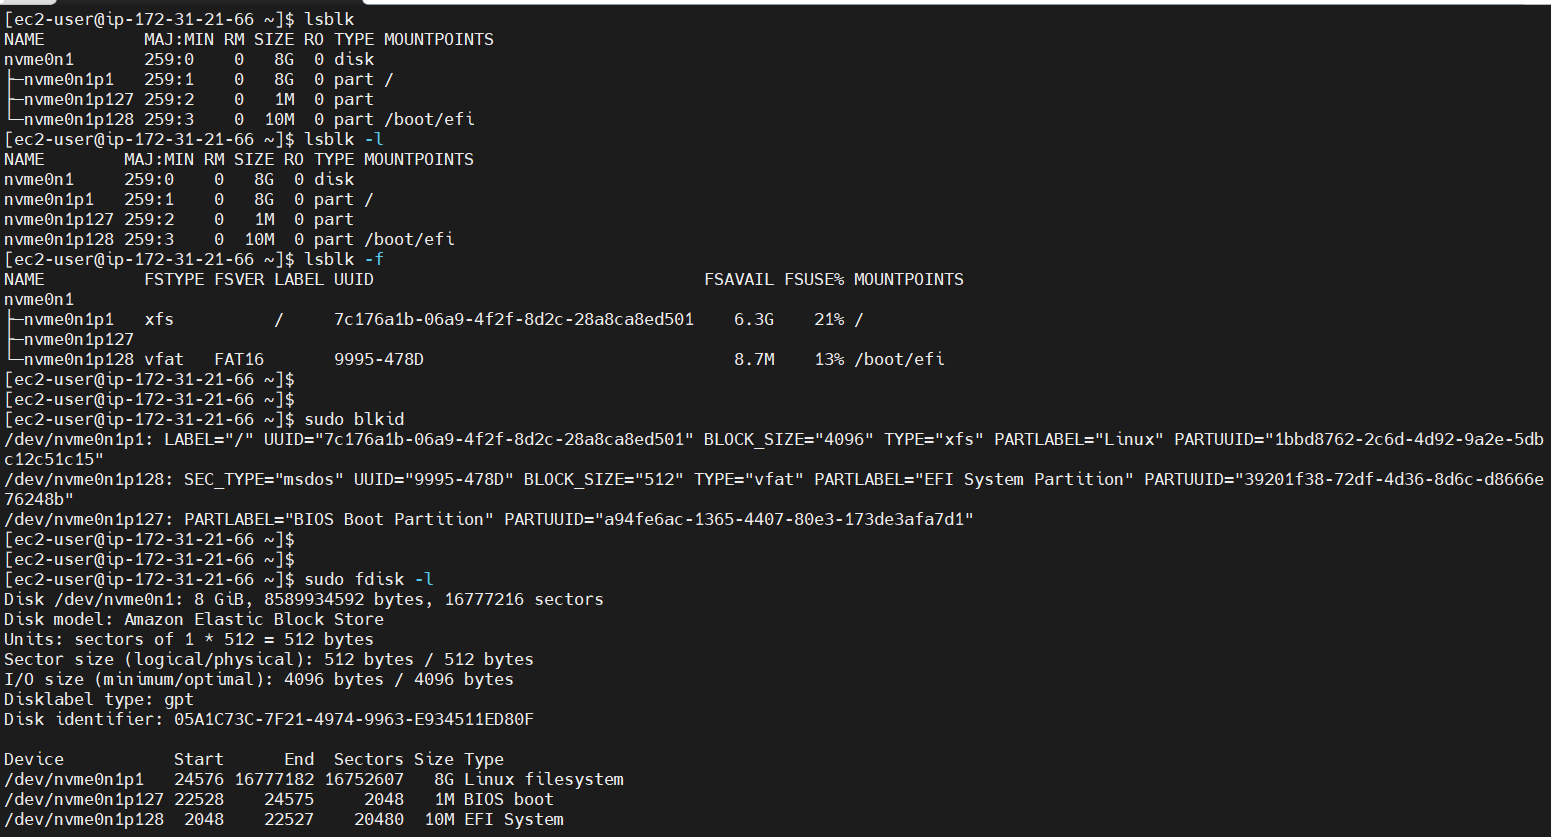 [ec2-user@ip-172-31-21-66 ~]$ lsblk
NAME          MAJ:MIN RM SIZE RO TYPE MOUNTPOINTS
nvme0n1       259:0    0   8G  0 disk
├─nvme0n1p1   259:1    0   8G  0 part /
├─nvme0n1p127 259:2    0   1M  0 part
└─nvme0n1p128 259:3    0  10M  0 part /boot/efi
[ec2-user@ip-172-31-21-66 ~]$ lsblk -l
NAME        MAJ:MIN RM SIZE RO TYPE MOUNTPOINTS
nvme0n1     259:0    0   8G  0 disk
nvme0n1p1   259:1    0   8G  0 part /
nvme0n1p127 259:2    0   1M  0 part
nvme0n1p128 259:3    0  10M  0 part /boot/efi
[ec2-user@ip-172-31-21-66 ~]$ lsblk -f
NAME          FSTYPE FSVER LABEL UUID                                 FSAVAIL FSUSE% MOUNTPOINTS
nvme0n1
├─nvme0n1p1   xfs          /     7c176a1b-06a9-4f2f-8d2c-28a8ca8ed501    6.3G    21% /
├─nvme0n1p127
└─nvme0n1p128 vfat   FAT16       9995-478D                               8.7M    13% /boot/efi
[ec2-user@ip-172-31-21-66 ~]$
[ec2-user@ip-172-31-21-66 ~]$
[ec2-user@ip-172-31-21-66 ~]$ sudo blkid
/dev/nvme0n1p1: LABEL="/" UUID="7c176a1b-06a9-4f2f-8d2c-28a8ca8ed501" BLOCK_SIZE="4096" TYPE="xfs" PARTLABEL="Linux" PARTUUID="1bbd8762-2c6d-4d92-9a2e-5db
c12c51c15"
/dev/nvme0n1p128: SEC_TYPE="msdos" UUID="9995-478D" BLOCK_SIZE="512" TYPE="vfat" PARTLABEL="EFI System Partition" PARTUUID="39201f38-72df-4d36-8d6c-d8666e
76248b"
/dev/nvme0n1p127: PARTLABEL="BIOS Boot Partition" PARTUUID="a94fe6ac-1365-4407-80e3-173de3afa7d1"
[ec2-user@ip-172-31-21-66 ~]$
[ec2-user@ip-172-31-21-66 ~]$
[ec2-user@ip-172-31-21-66 ~]$ sudo fdisk -l
Disk /dev/nvme0n1: 8 GiB, 8589934592 bytes, 16777216 sectors
Disk model: Amazon Elastic Block Store
Units: sectors of 1 * 512 = 512 bytes
Sector size (logical/physical): 512 bytes / 512 bytes
I/O size (minimum/optimal): 4096 bytes / 4096 bytes
Disklabel type: gpt
Disk identifier: 05A1C73C-7F21-4974-9963-E934511ED80F

Device           Start      End  Sectors Size Type
/dev/nvme0n1p1   24576 16777182 16752607   8G Linux filesystem
/dev/nvme0n1p127 22528    24575     2048   1M BIOS boot
/dev/nvme0n1p128  2048    22527    20480  10M EFI System